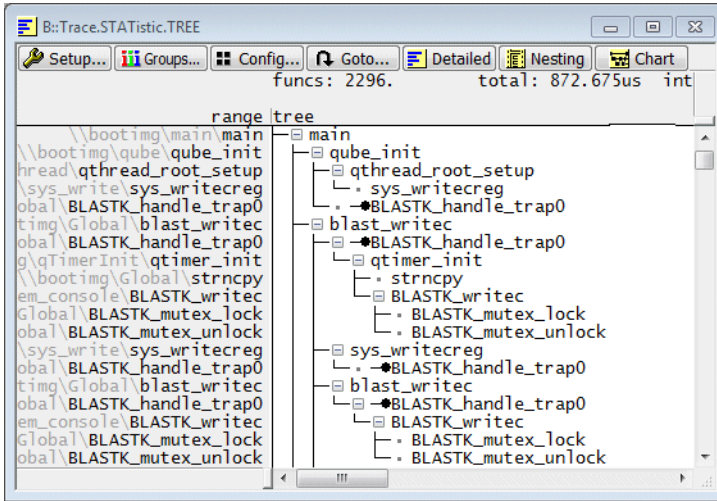 B::Trace.STATistic.TREE
Setup... Groups... Config... Goto... Detailed Nesting Chart
funcs: 2296. total: 872.675us int
range tree
\\bootimg\main\main main
\\bootimg\qube\qube_init qube_init
hread\qthread_root_setup qthread_root_setup
\sys_write\sys_writecreg sys_writecreg
obal\BLASTK_handle_trap0 BLASTK_handle_trap0
timg\Global\blast_writec blast_writec
obal\BLASTK_handle_trap0 BLASTK_handle_trap0
g\qTimerInit\qtimer_init qtimer_init
\\bootimg\Global\strncpy strncpy
em_console\BLASTK_writec BLASTK_writec
Global\BLASTK_mutex_lock BLASTK_mutex_lock
obal\BLASTK_mutex_unlock BLASTK_mutex_unlock
\sys_write\sys_writecreg sys_writecreg
obal\BLASTK_handle_trap0 BLASTK_handle_trap0
timg\Global\blast_writec blast_writec
obal\BLASTK_handle_trap0 BLASTK_handle_trap0
em_console\BLASTK_writec BLASTK_writec
Global\BLASTK_mutex_lock BLASTK_mutex_lock
obal\BLASTK_mutex_unlock BLASTK_mutex_unlock